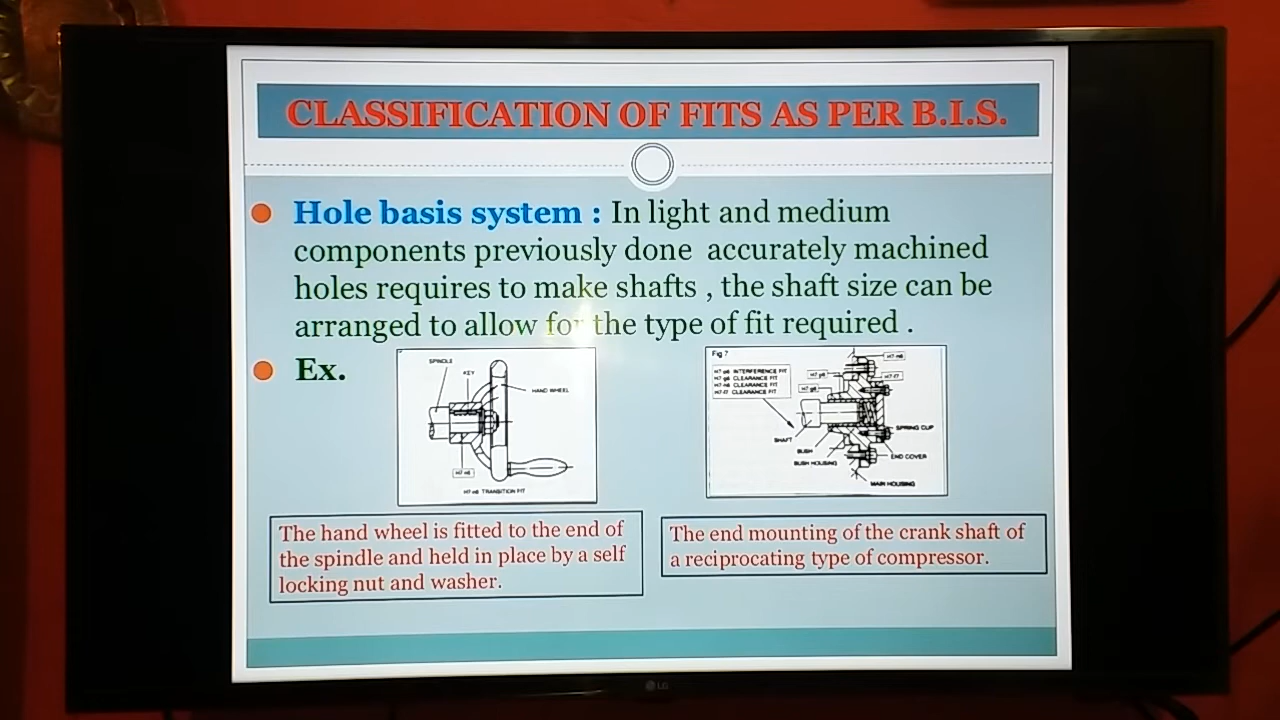 CLASSIFICATION OF FITS AS PER B.I.S.
Hole basis system : In light and medium
components previously done accurately machined
holes requires to make shafts , the shaft size can be
arranged to allow for the type of fit required .
Ex.
SPINDLE
KEY
HAND WHEEL
H7-n6
H7-n6 TRANSITION FIT
Fig 7
H7-p6 INTERFERENCE FIT
H7-g6 CLEARANCE FIT
H7-h6 CLEARANCE FIT
H7-f7 CLEARANCE FIT
H7-h6
H7-p6
H7-f7
H7-g6
SHAFT
BUSH
BUSH HOUSING
SPRING CUP
END COVER
MAIN HOUSING
The hand wheel is fitted to the end of
the spindle and held in place by a self
locking nut and washer.
The end mounting of the crank shaft of
a reciprocating type of compressor.
LG